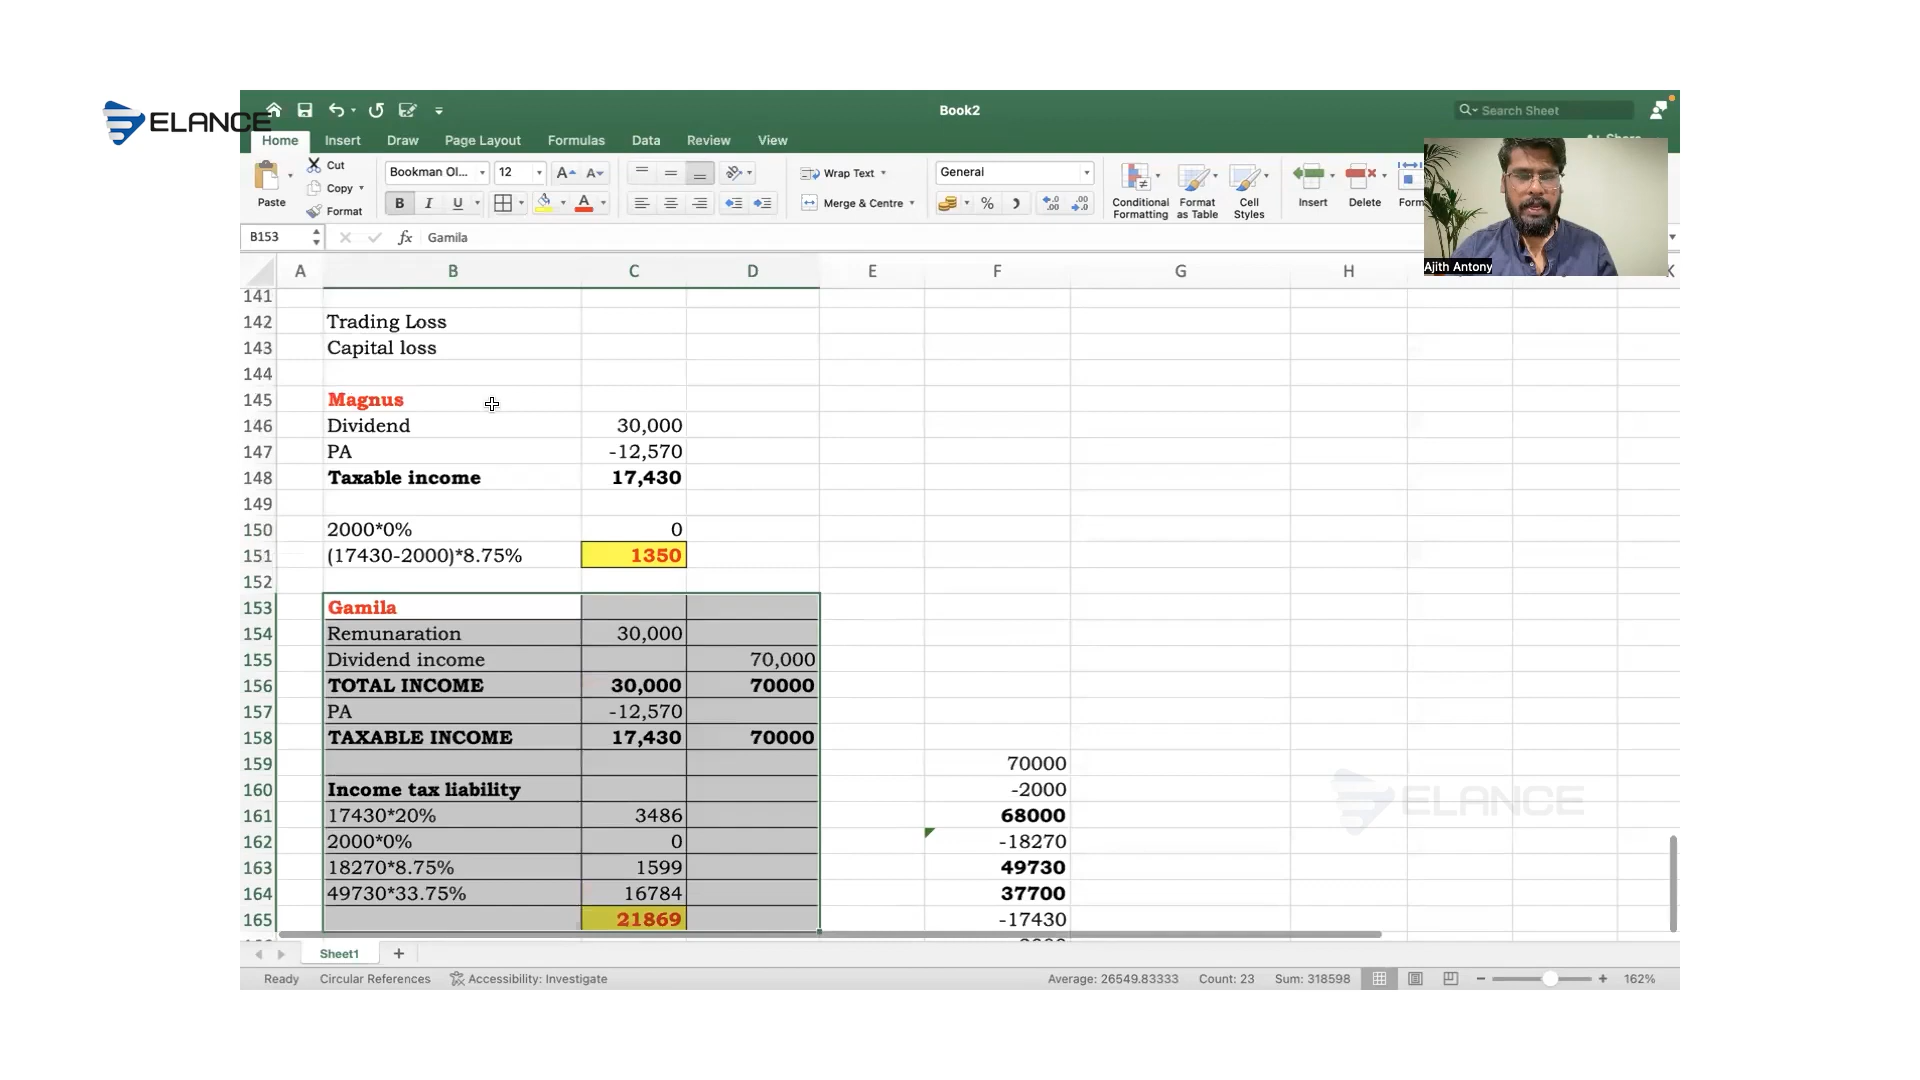 ELANCE
Book2
Search Sheet
Home Insert Draw Page Layout Formulas Data Review View
Cut
Copy
Format
Paste
Bookman Ol... 12
B I U
Wrap Text
Merge & Centre
General
Conditional Formatting
Format as Table
Cell Styles
Insert
Delete
Form
Ajith Antony
B153 fx Gamila
A B C D E F G H K
141
142 Trading Loss
143 Capital loss
144
145 Magnus
146 Dividend 30,000
147 PA -12,570
148 Taxable income 17,430
149
150 2000*0% 0
151 (17430-2000)*8.75% 1350
152
153 Gamila
154 Remunaration 30,000
155 Dividend income 70,000
156 TOTAL INCOME 30,000 70000
157 PA -12,570
158 TAXABLE INCOME 17,430 70000
159 70000
160 Income tax liability -2000
161 17430*20% 3486 68000
162 2000*0% 0 -18270
163 18270*8.75% 1599 49730
164 49730*33.75% 16784 37700
165 21869 -17430
ELANCE
Sheet1 +
Ready Circular References Accessibility: Investigate Average: 26549.83333 Count: 23 Sum: 318598 162%